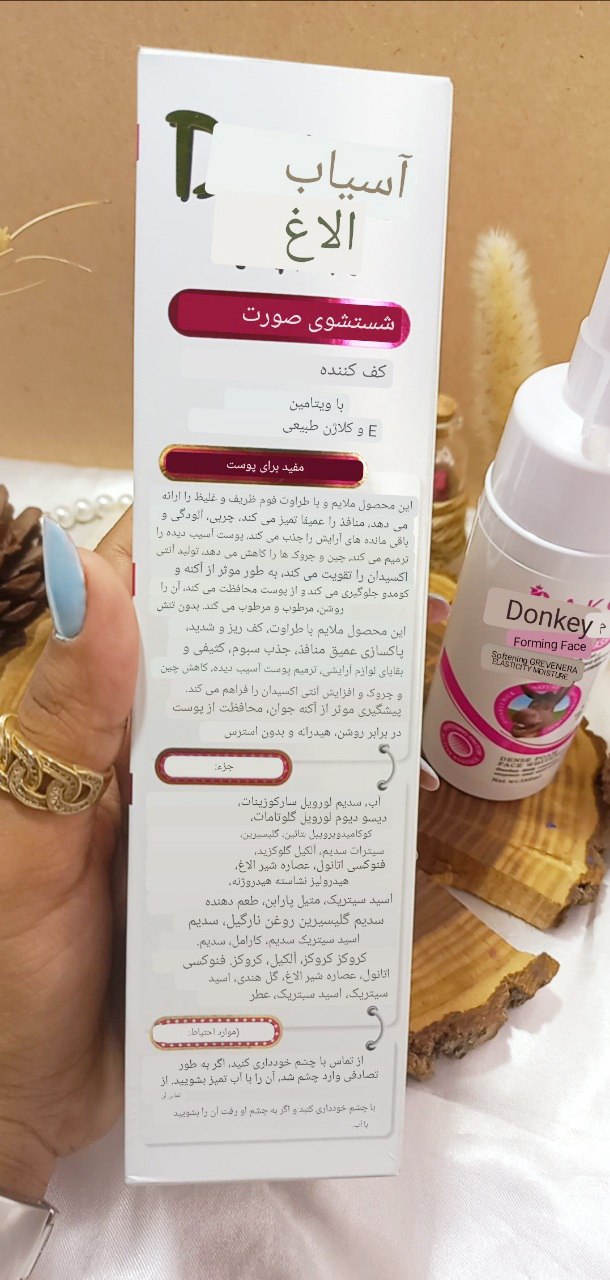 آسیاب
الاغ
شستشوی صورت
کف کننده
با ویتامین
E و کلاژن طبیعی
مفید برای پوست
این محصول ملایم و با طراوت فوم ظریف و غلیظ را ارائه
می دهد، منافذ را عمیقا تمیز می کند، چربی، آلودگی و
باقی مانده های آرایش را جذب می کند، پوست آسیب دیده را
ترمیم می کند، چین و چروک ها را کاهش می دهد، تولید آنتی
اکسیدان را تقویت می کند، به طور موثر از آکنه و
کومدو جلوگیری می کند و از پوست محافظت می کند، آن را
روشن، مرطوب و مرطوب می کند. بدون تنش
این محصول ملایم با طراوت، کف ریز و شدید،
پاکسازی عمیق منافذ، جذب سبوم، کثیفی و
بقایای لوازم آرایشی، ترمیم پوست آسیب دیده، کاهش چین
و چروک و افزایش آنتی اکسیدان را فراهم می کند.
پیشگیری موثر از آکنه جوان، محافظت از پوست
در برابر روشن، هیدراته و بدون استرس
جزء:
آب، سدیم لورویل سارکوزینات،
دیسو دیوم لورویل گلوتامات،
کوکامیدوپروپیل بتائین، گلیسیرین،
سیترات سدیم، آلکیل گلوکزید،
فنوکسی اتانول، عصاره شیر الاغ،
هیدرولیز نشاسته هیدروژنه،
اسید سیتریک، متیل پارابن، طعم دهنده
سدیم گلیسیرین روغن نارگیل، سدیم
اسید سیتریک سدیم، کارامل، سدیم.
کروکز کروکز، آلکیل، کروکز. فنوکسی
اتانول، عصاره شیر الاغ، گل هندی، اسید
سیتریک، اسید سیتریک، عطر
(موارد احتیاط:
از تماس با چشم خودداری کنید، اگر به طور
تصادفی وارد چشم شد، آن را با آب تمیز بشویید. از
با چشم خودداری کنید و اگر به چشم او رفت آن را بشویید
با آب.
Donkey م
Forming Face
Softening GREVENERA
ELASTICITY MOISTURE
DENSE FOAM
FACE